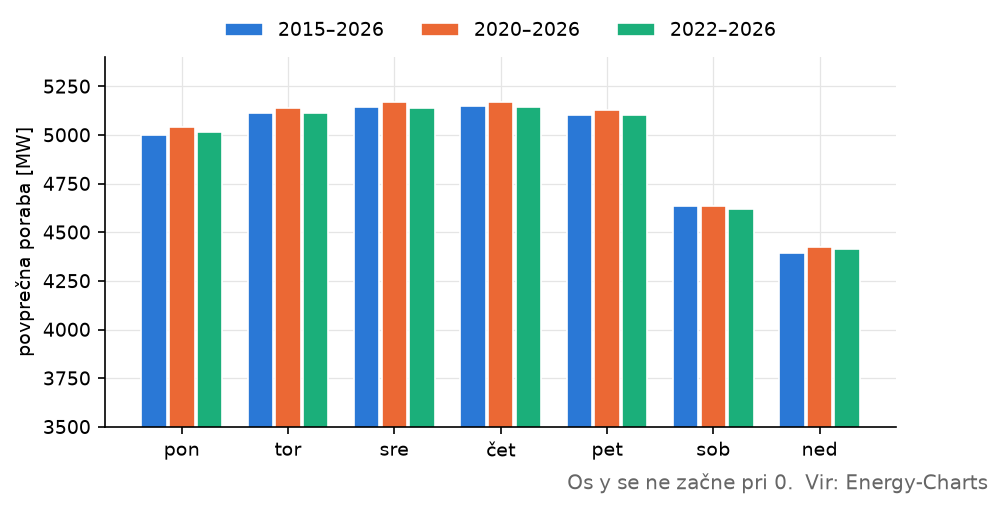 2015–2026 2020–2026 2022–2026
povprečna poraba [MW]
5250
5000
4750
4500
4250
4000
3750
3500
pon tor sre čet pet sob ned
Os y se ne začne pri 0.  Vir: Energy-Charts